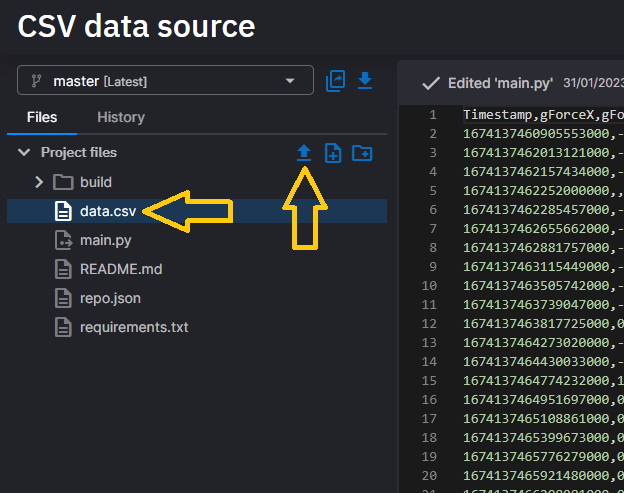 CSV data source
master [Latest]
Files History
Project files
build
data.csv
main.py
README.md
repo.json
requirements.txt
Edited 'main.py' 31/01/2023
1 Timestamp,gForceX,gFo
2 1674137460905553000,-
3 1674137462013121000,-
4 1674137462157434000,-
5 1674137462252000000,,
6 1674137462285457000,-
7 1674137462655662000,-
8 1674137462881757000,-
9 1674137463115449000,-
10 1674137463505742000,-
11 1674137463739047000,-
12 1674137463817725000,0
13 1674137464273020000,-
14 1674137464430033000,-
15 1674137464774232000,1
16 1674137464951697000,0
17 1674137465108861000,0
18 1674137465399673000,0
19 1674137465776279000,0
20 1674137465921480000,0